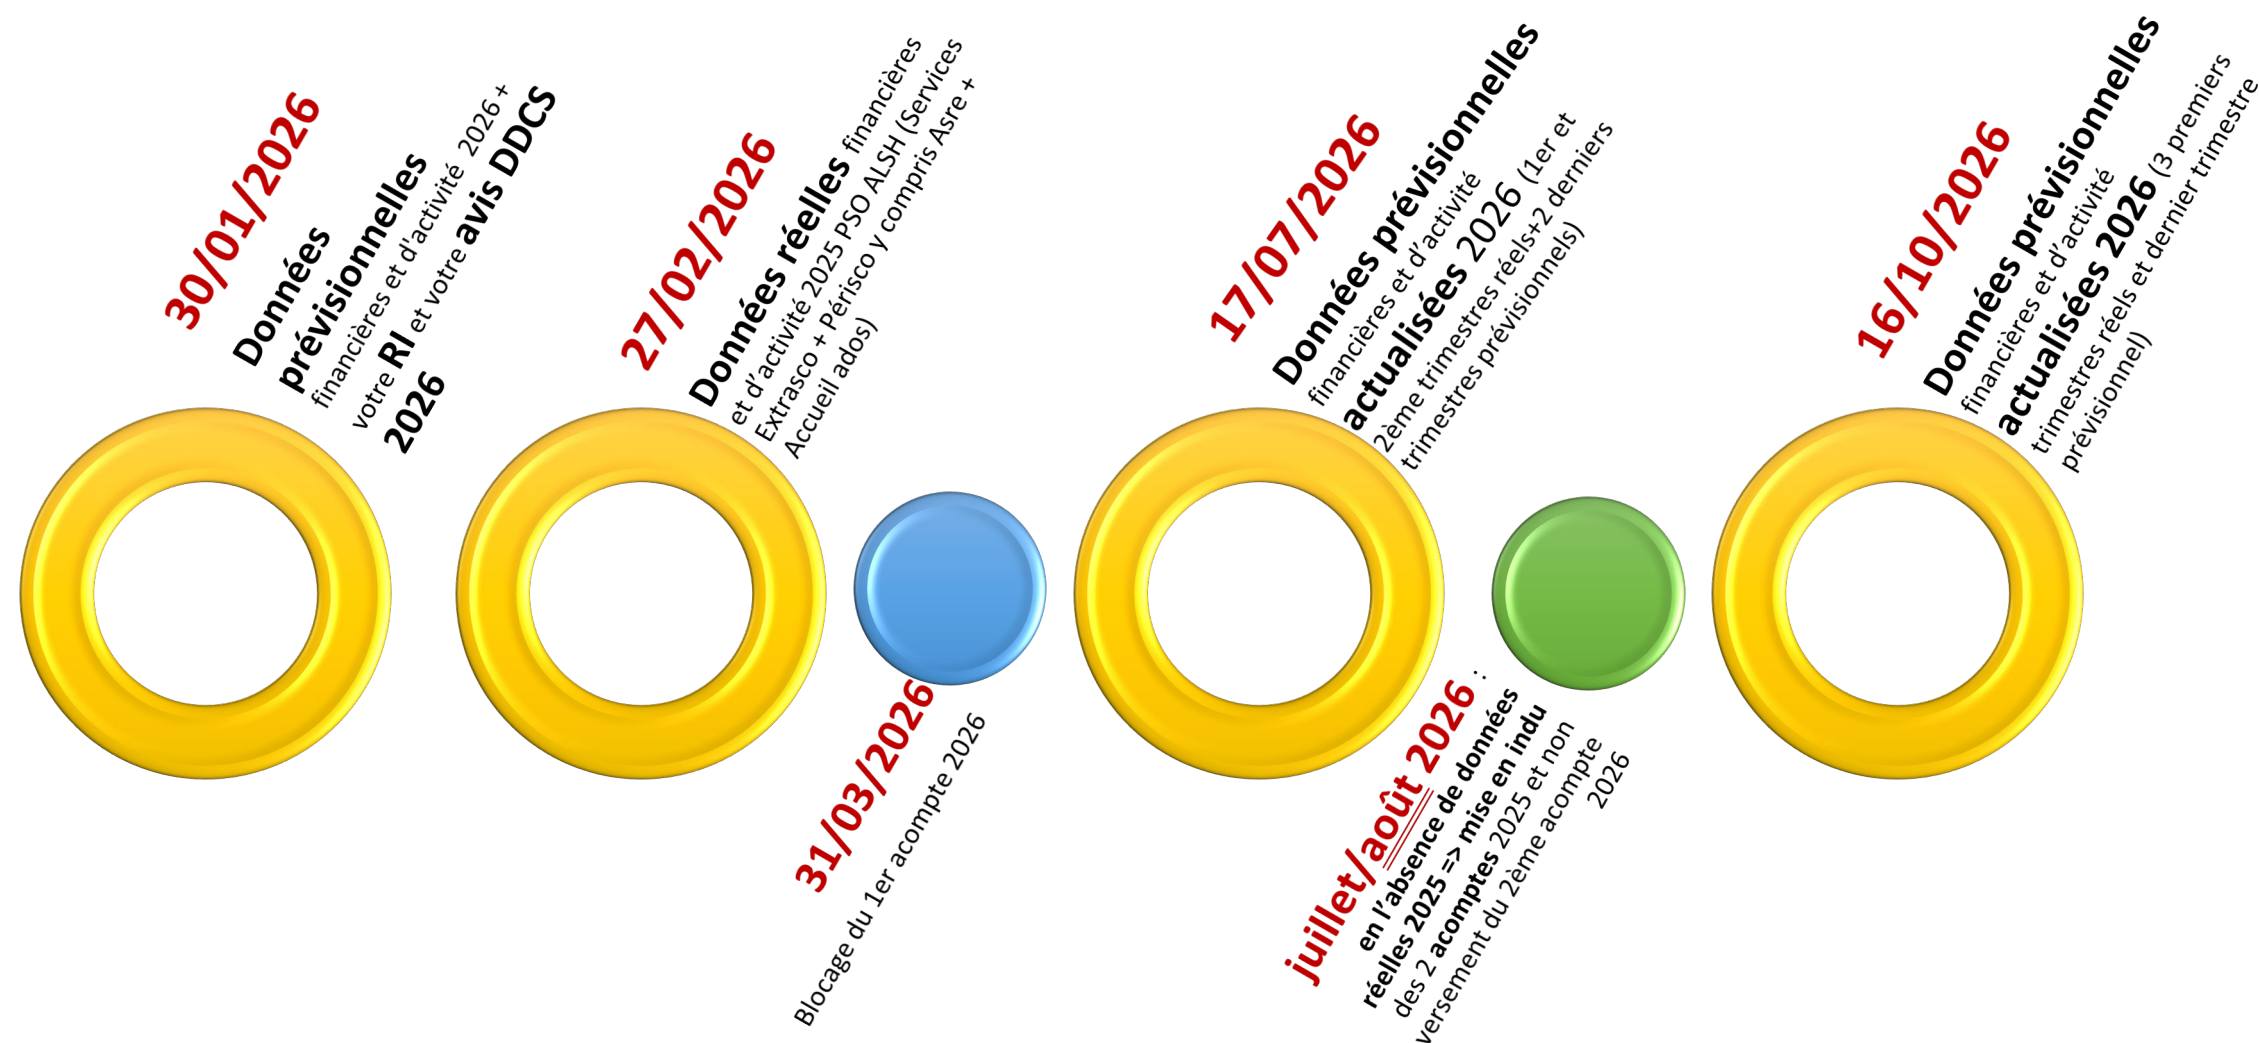 30/01/2026
Données
prévisionnelles
financières et d'activité 2026 +
votre RI et votre avis DDCS
2026
27/02/2026
Données réelles financières
et d’activité 2025 PSO ALSH (Services
Extrasco + Périsco y compris Asre +
Accueil ados)
31/03/2026
Blocage du 1er acompte 2026
17/07/2026
Données prévisionnelles
financières et d’activité
actualisées 2026 (1er et
2ème trimestres réels+2 derniers
trimestres prévisionnels)
juillet/août 2026 :
en l’absence de données
réelles 2025 => mise en indu
des 2 acomptes 2025 et non
versement du 2ème acompte
2026
16/10/2026
Données prévisionnelles
financières et d’activité
actualisées 2026 (3 premiers
trimestres réels et dernier trimestre
prévisionnel)